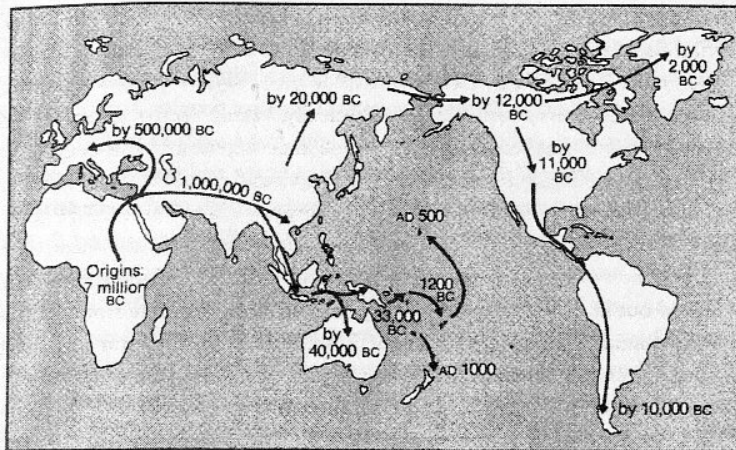 by
2,000
BC
by 20,000 BC
by 12,000
BC
by 500,000 BC
by
11,000
BC
1,000,000 BC
AD 500
Origins:
7 million
BC
1200
BC
33,000
BC
by
40,000 BC
AD 1000
by 10,000 BC